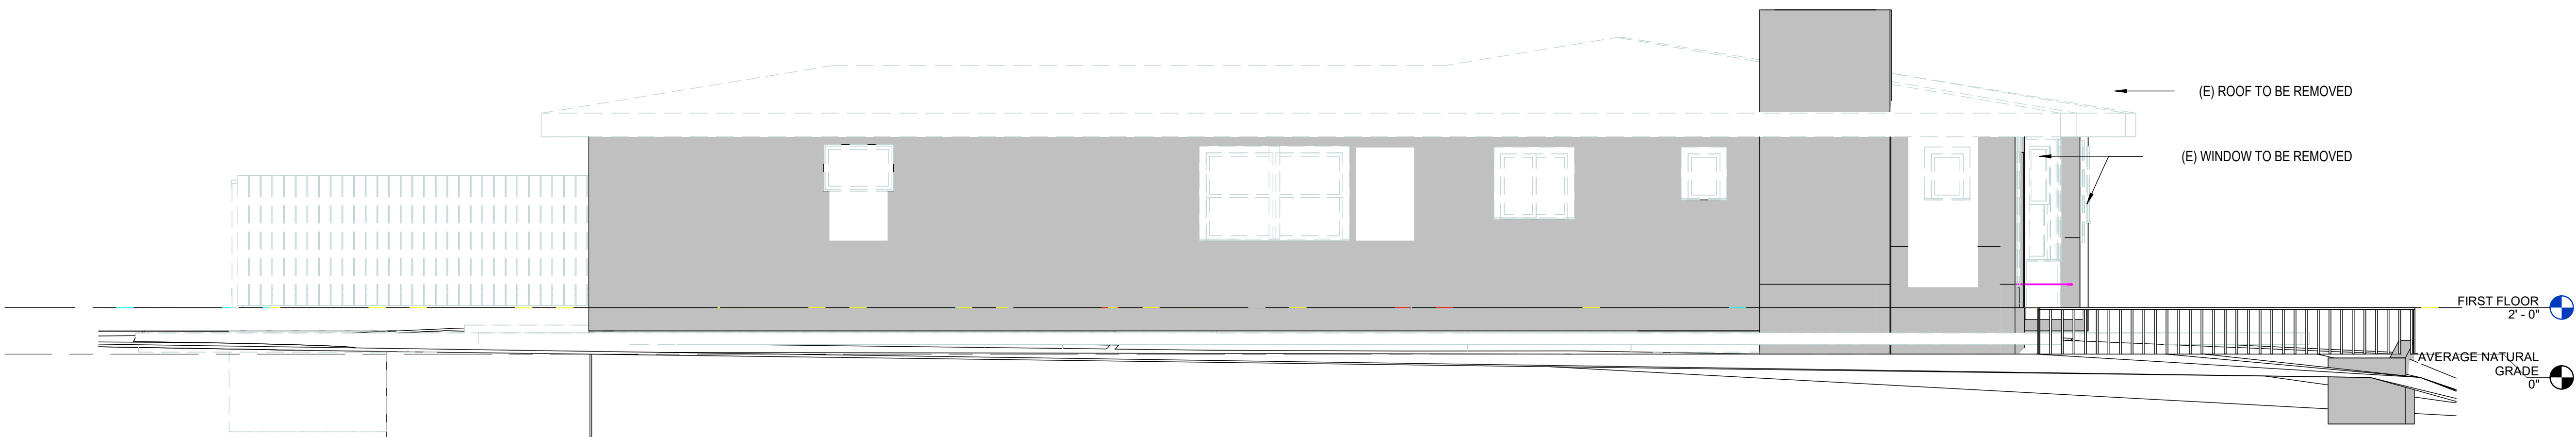 (E) ROOF TO BE REMOVED
(E) WINDOW TO BE REMOVED
FIRST FLOOR
2' - 0"
AVERAGE NATURAL
GRADE
0"